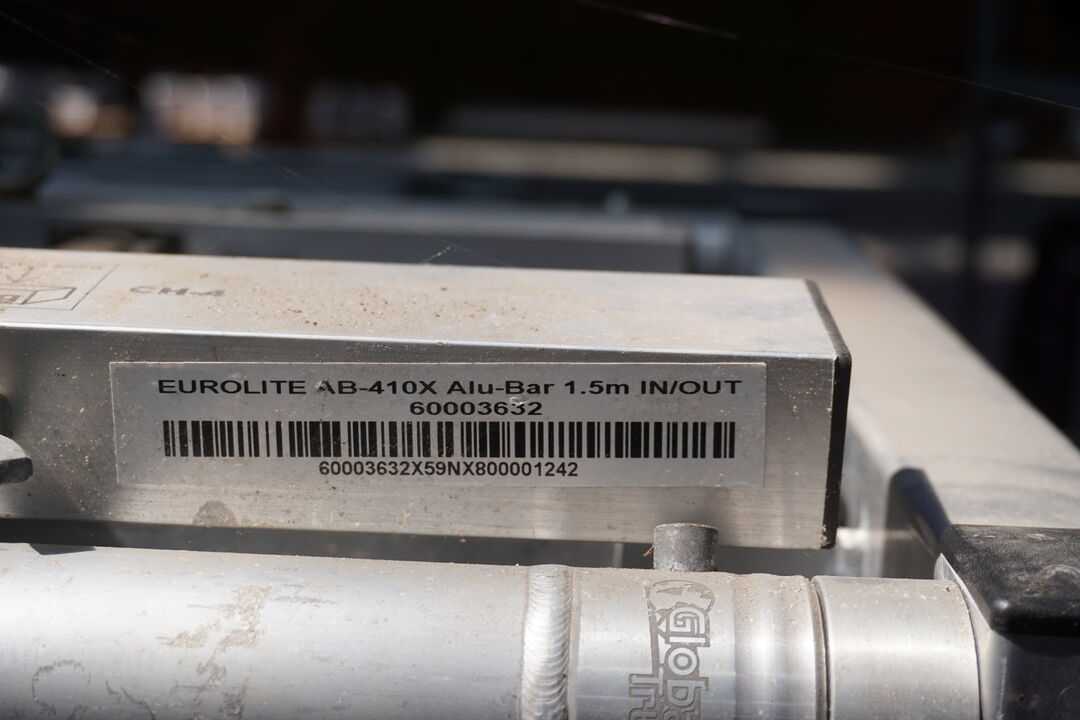 CH-4
EUROLITE AB-410X Alu-Bar 1.5m IN/OUT
60003632
60003632X59NX800001242